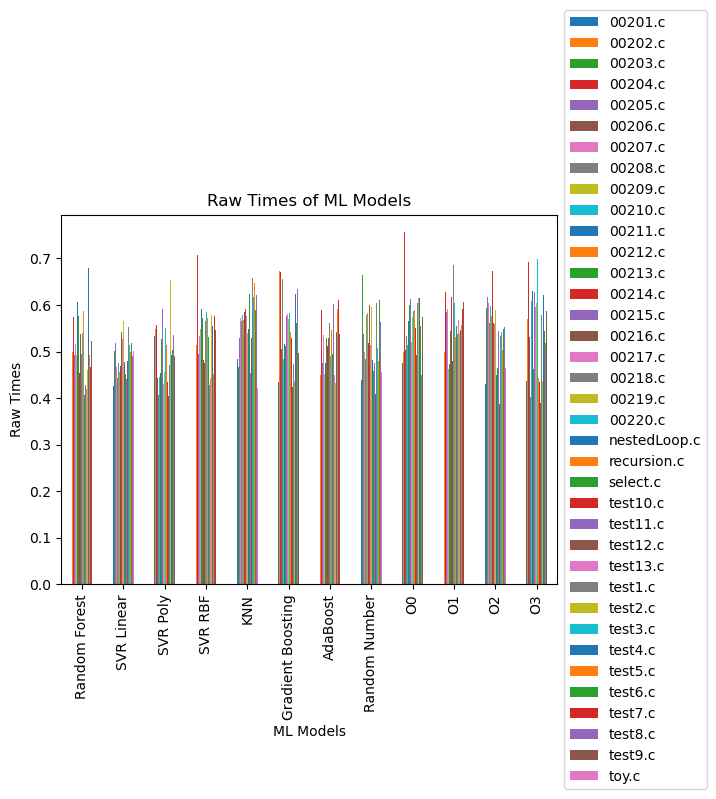 Raw Times of ML Models
Raw Times
0.7
0.6
0.5
0.4
0.3
0.2
0.1
0.0
Random Forest
SVR Linear
SVR Poly
SVR RBF
KNN
Gradient Boosting
AdaBoost
Random Number
O0
O1
O2
O3
ML Models
00201.c
00202.c
00203.c
00204.c
00205.c
00206.c
00207.c
00208.c
00209.c
00210.c
00211.c
00212.c
00213.c
00214.c
00215.c
00216.c
00217.c
00218.c
00219.c
00220.c
nestedLoop.c
recursion.c
select.c
test10.c
test11.c
test12.c
test13.c
test1.c
test2.c
test3.c
test4.c
test5.c
test6.c
test7.c
test8.c
test9.c
toy.c